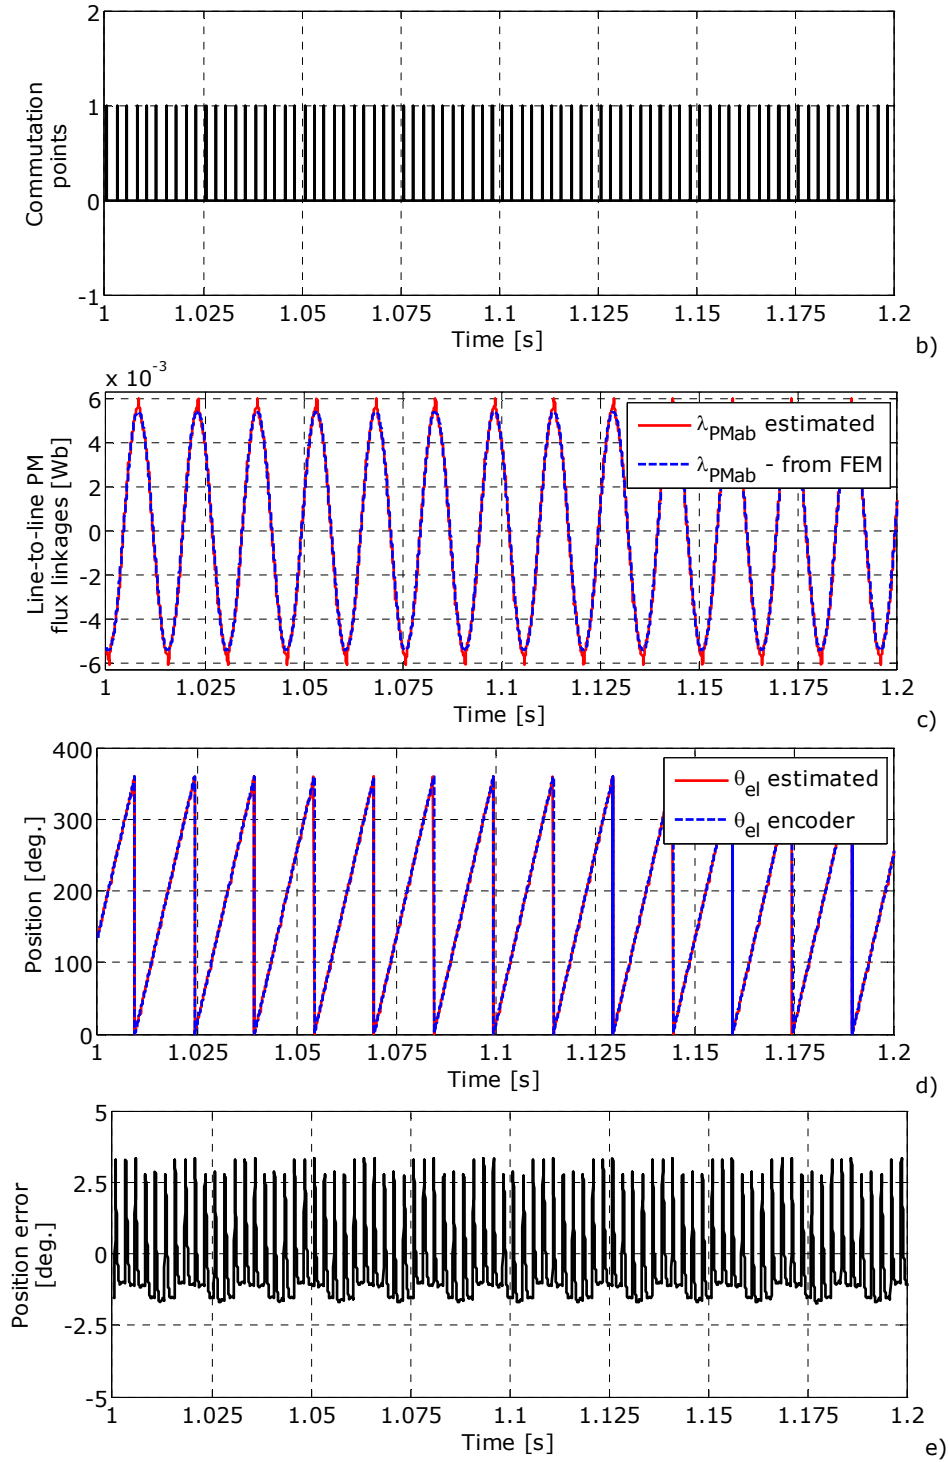 2
1
0
-1
Commutation
points
1 1.025 1.05 1.075 1.1 1.125 1.15 1.175 1.2
Time [s]
b)
x 10-3
6
4
2
0
-2
-4
-6
Line-to-line PM
flux linkages [Wb]
λPMab estimated
λPMab - from FEM
1 1.025 1.05 1.075 1.1 1.125 1.15 1.175 1.2
Time [s]
c)
400
300
200
100
0
Position [deg.]
θel estimated
θel encoder
1 1.025 1.05 1.075 1.1 1.125 1.15 1.175 1.2
Time [s]
d)
5
2.5
0
-2.5
-5
Position error
[deg.]
1 1.025 1.05 1.075 1.1 1.125 1.15 1.175 1.2
Time [s]
e)